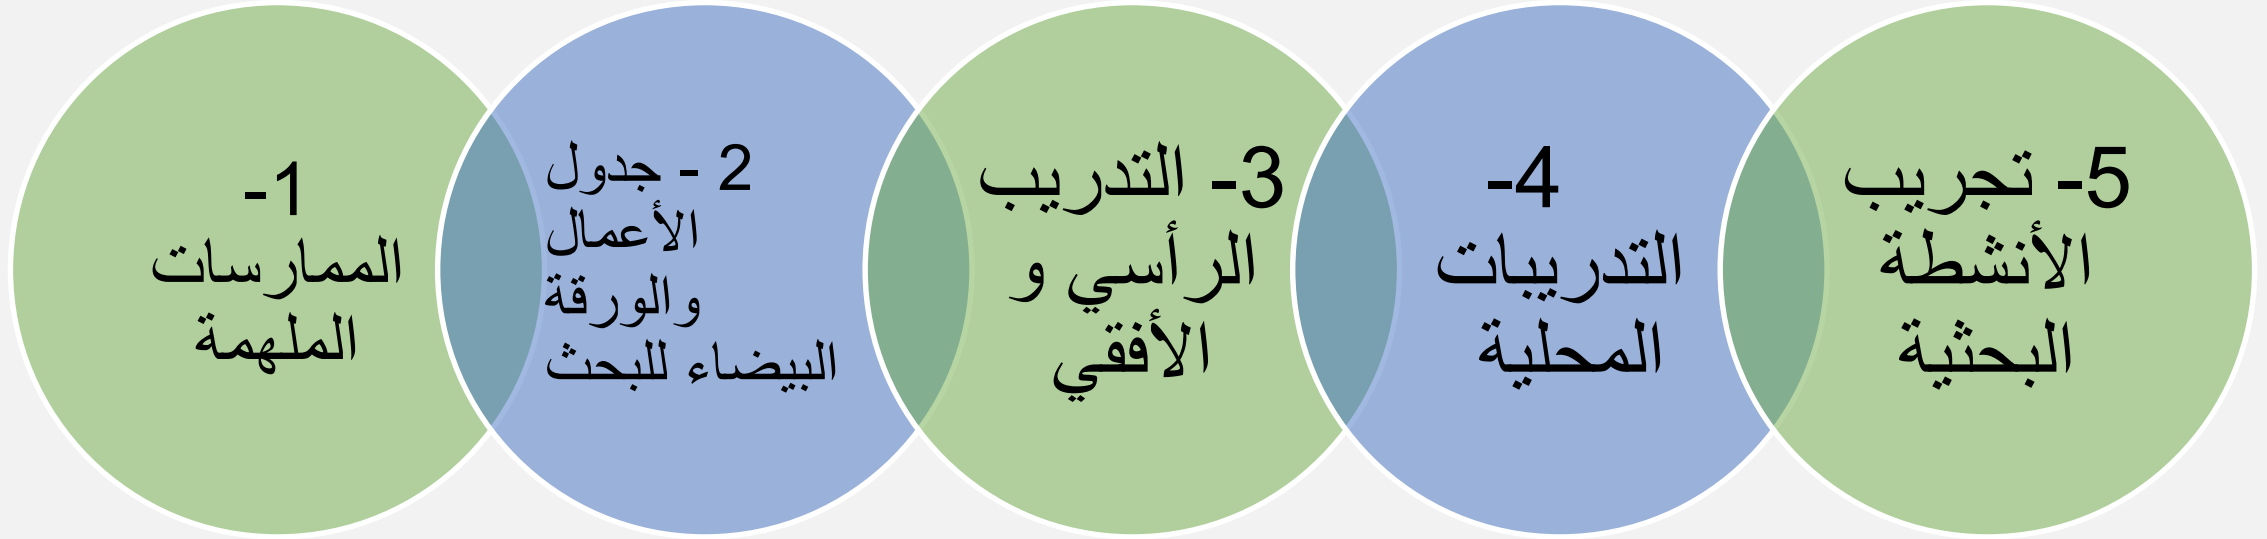 1-
الممارسات
الملهمة
2 - جدول
الأعمال
والورقة
البيضاء للبحث
3- التدريب
الرأسي و
الأفقي
4-
التدريبات
المحلية
5- تجريب
الأنشطة
البحثية